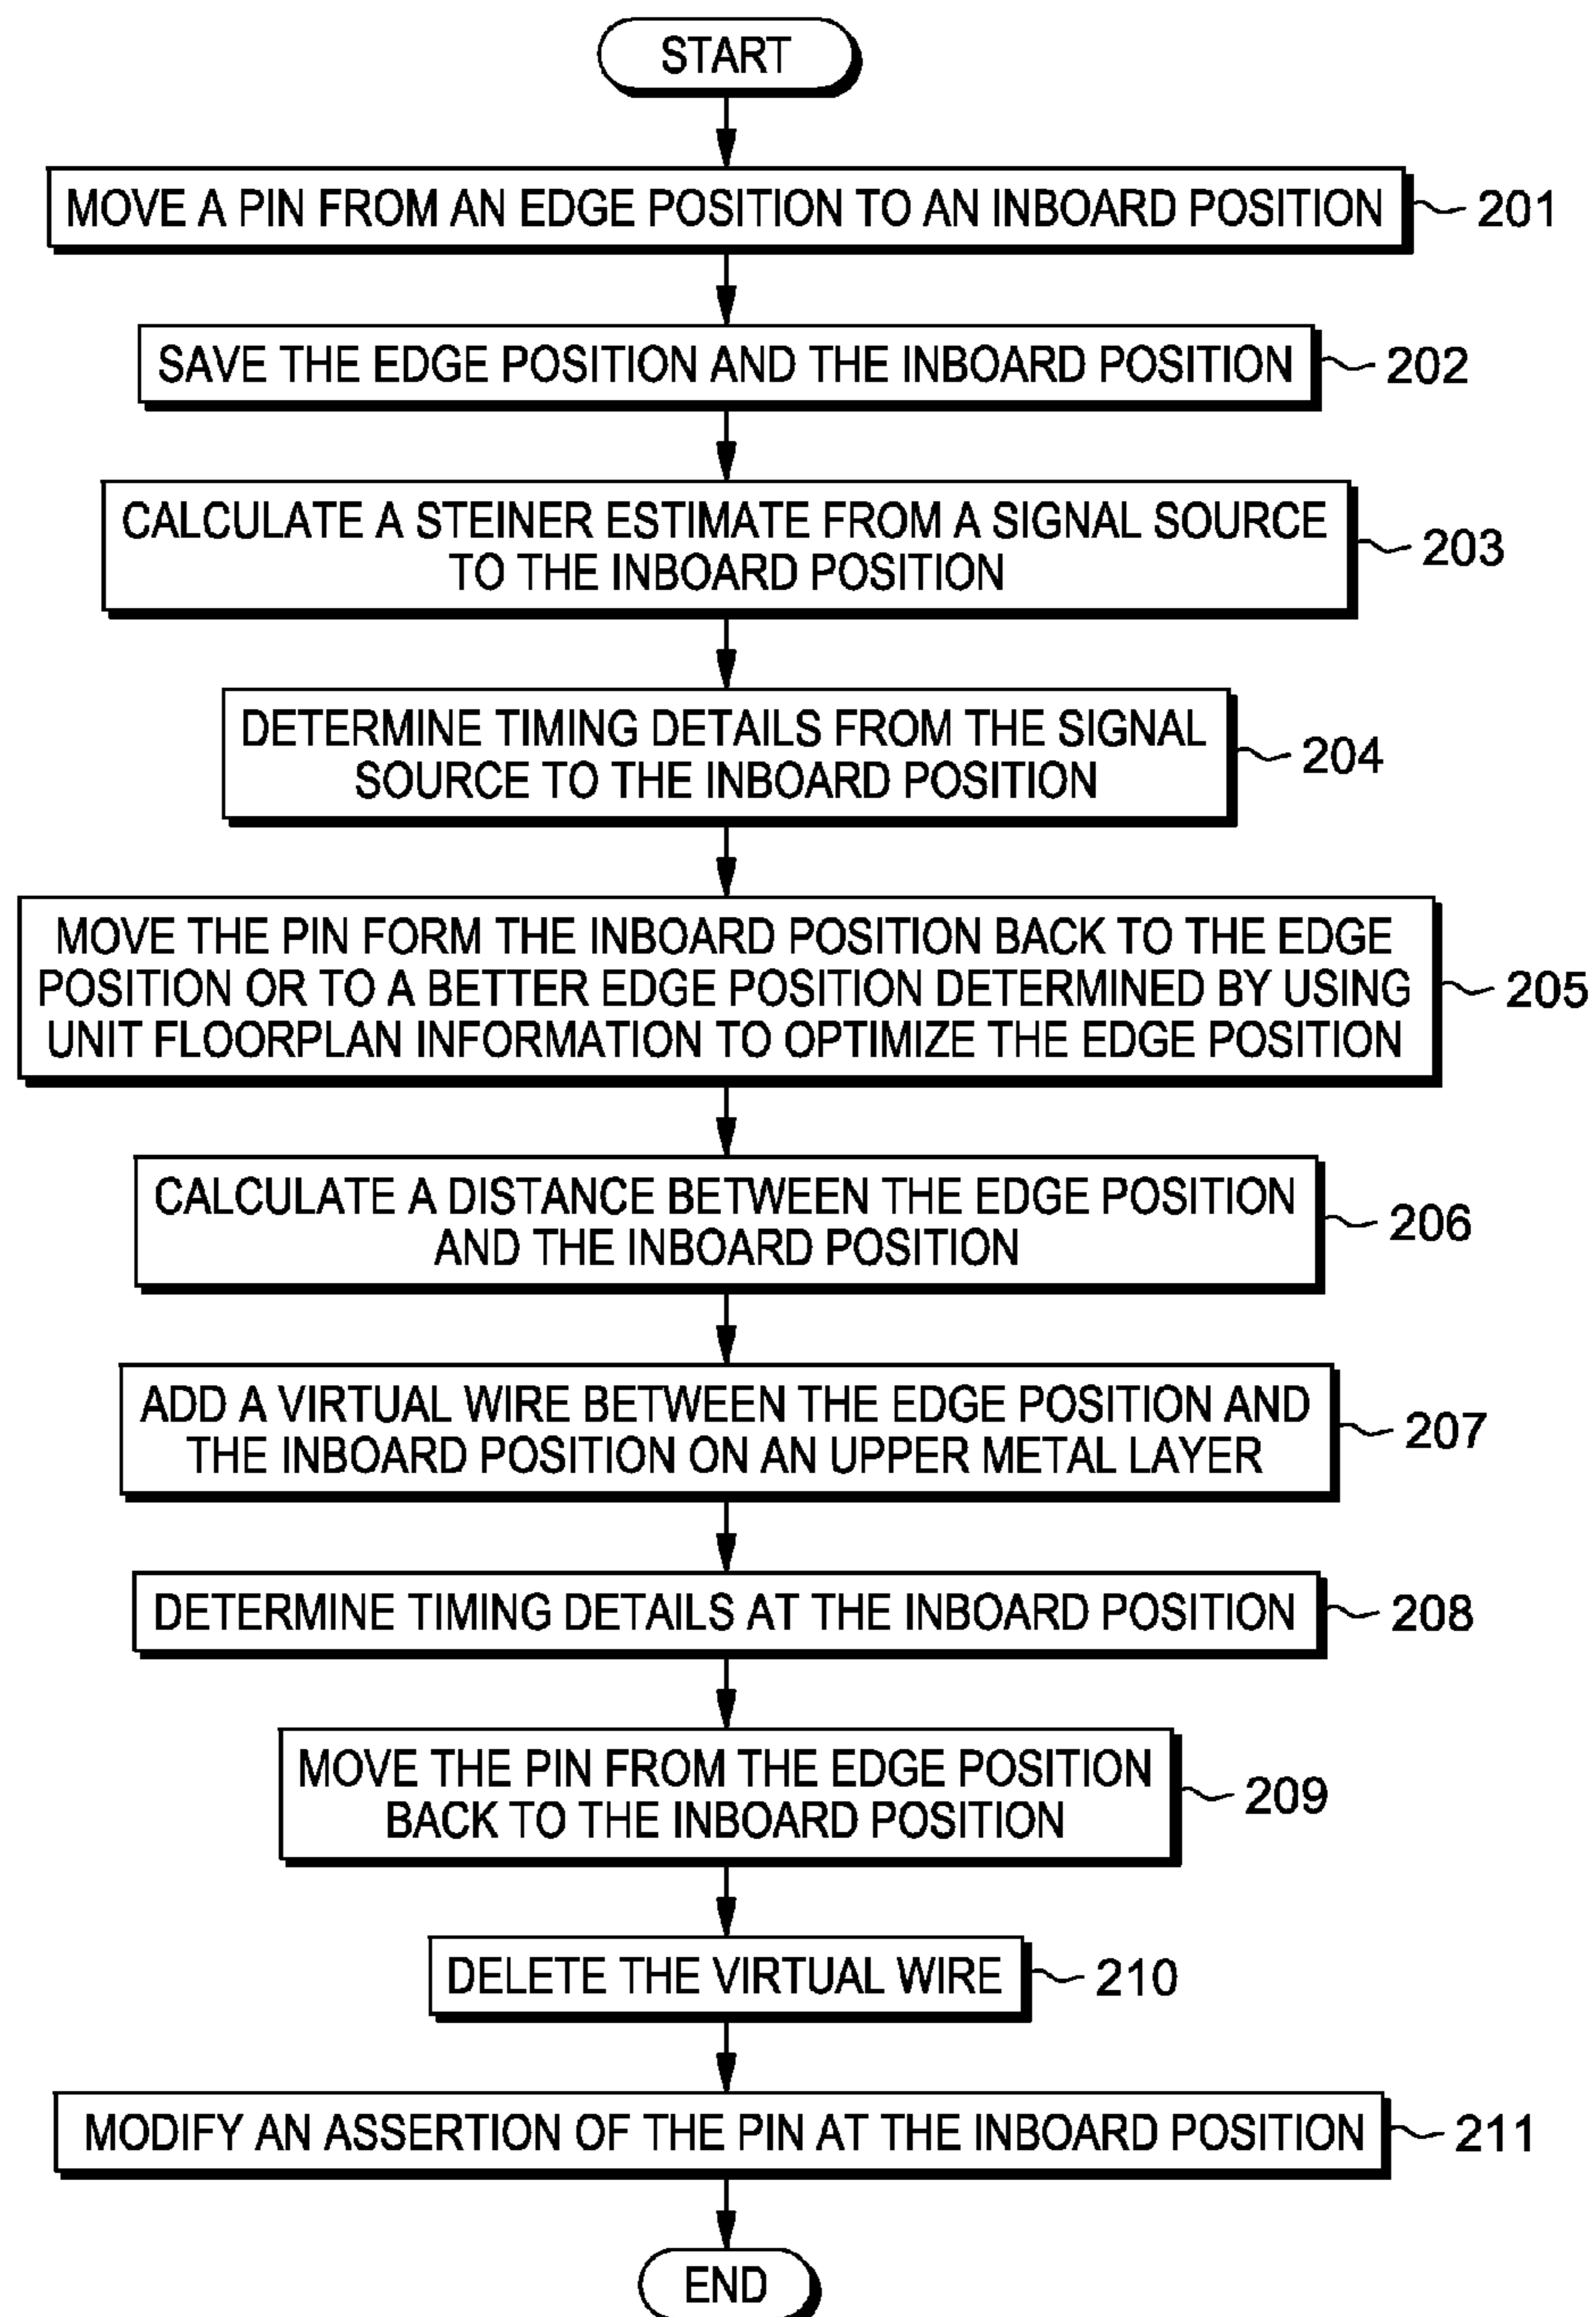 START
MOVE A PIN FROM AN EDGE POSITION TO AN INBOARD POSITION
201
SAVE THE EDGE POSITION AND THE INBOARD POSITION
202
CALCULATE A STEINER ESTIMATE FROM A SIGNAL SOURCE
TO THE INBOARD POSITION
203
DETERMINE TIMING DETAILS FROM THE SIGNAL
SOURCE TO THE INBOARD POSITION
204
MOVE THE PIN FORM THE INBOARD POSITION BACK TO THE EDGE
POSITION OR TO A BETTER EDGE POSITION DETERMINED BY USING
UNIT FLOORPLAN INFORMATION TO OPTIMIZE THE EDGE POSITION
205
CALCULATE A DISTANCE BETWEEN THE EDGE POSITION
AND THE INBOARD POSITION
206
ADD A VIRTUAL WIRE BETWEEN THE EDGE POSITION AND
THE INBOARD POSITION ON AN UPPER METAL LAYER
207
DETERMINE TIMING DETAILS AT THE INBOARD POSITION
208
MOVE THE PIN FROM THE EDGE POSITION
BACK TO THE INBOARD POSITION
209
DELETE THE VIRTUAL WIRE
210
MODIFY AN ASSERTION OF THE PIN AT THE INBOARD POSITION
211
END